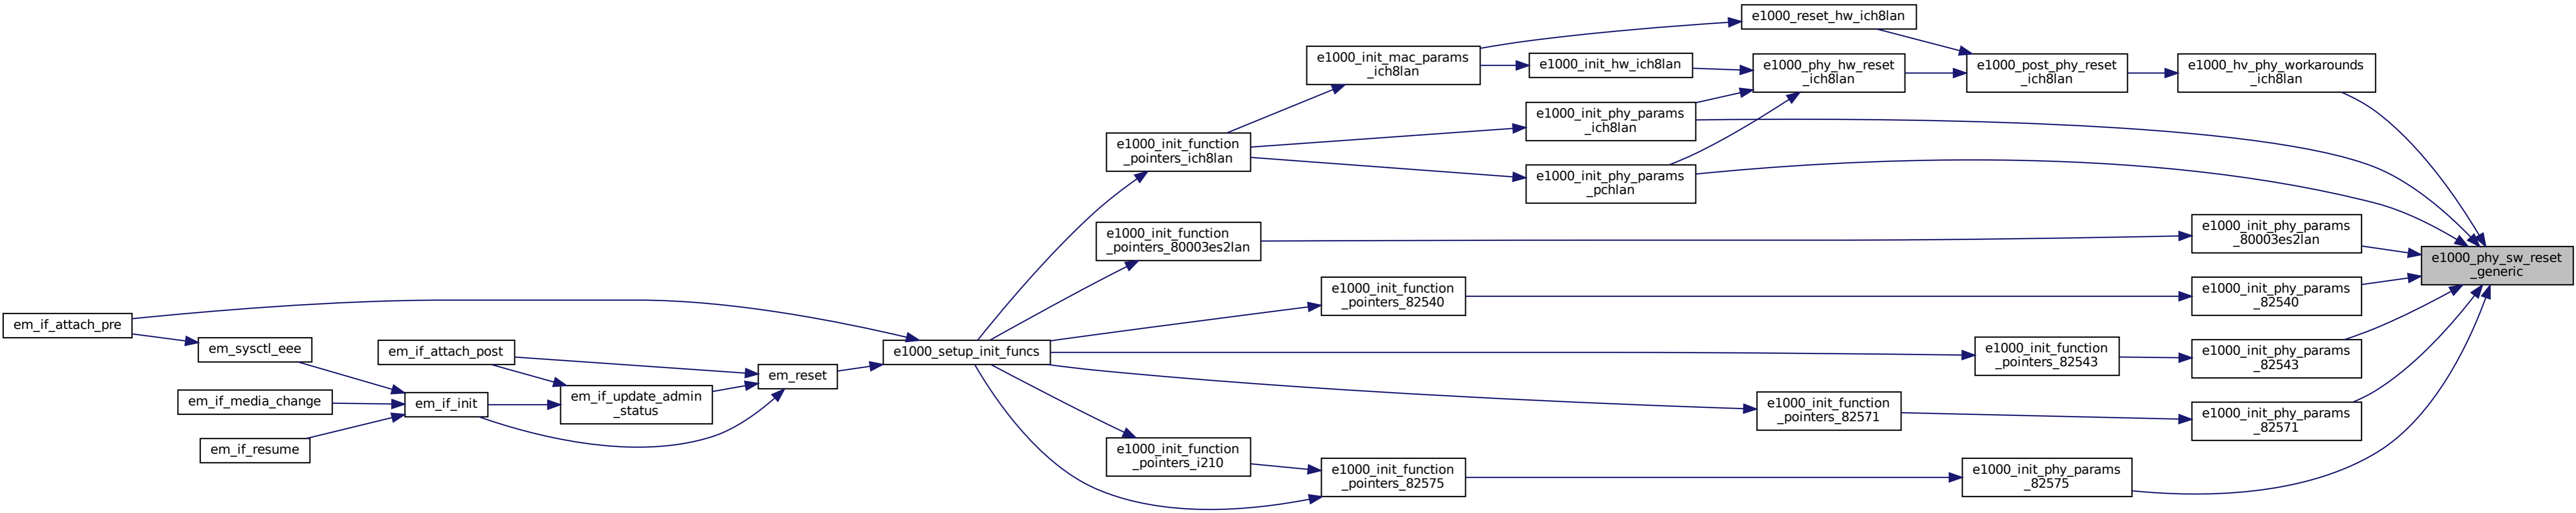 e1000_reset_hw_ich8lan
e1000_init_mac_params
_ich8lan
e1000_init_hw_ich8lan
e1000_phy_hw_reset
_ich8lan
e1000_post_phy_reset
_ich8lan
e1000_hv_phy_workarounds
_ich8lan
e1000_init_phy_params
_ich8lan
e1000_init_function
_pointers_ich8lan
e1000_init_phy_params
_pchlan
e1000_init_function
_pointers_80003es2lan
e1000_init_phy_params
_80003es2lan
e1000_phy_sw_reset
_generic
e1000_init_function
_pointers_82540
e1000_init_phy_params
_82540
em_if_attach_pre
em_sysctl_eee
em_if_attach_post
e1000_setup_init_funcs
e1000_init_function
_pointers_82543
e1000_init_phy_params
_82543
em_reset
em_if_media_change
em_if_init
em_if_update_admin
_status
e1000_init_function
_pointers_82571
e1000_init_phy_params
_82571
em_if_resume
e1000_init_function
_pointers_i210
e1000_init_function
_pointers_82575
e1000_init_phy_params
_82575